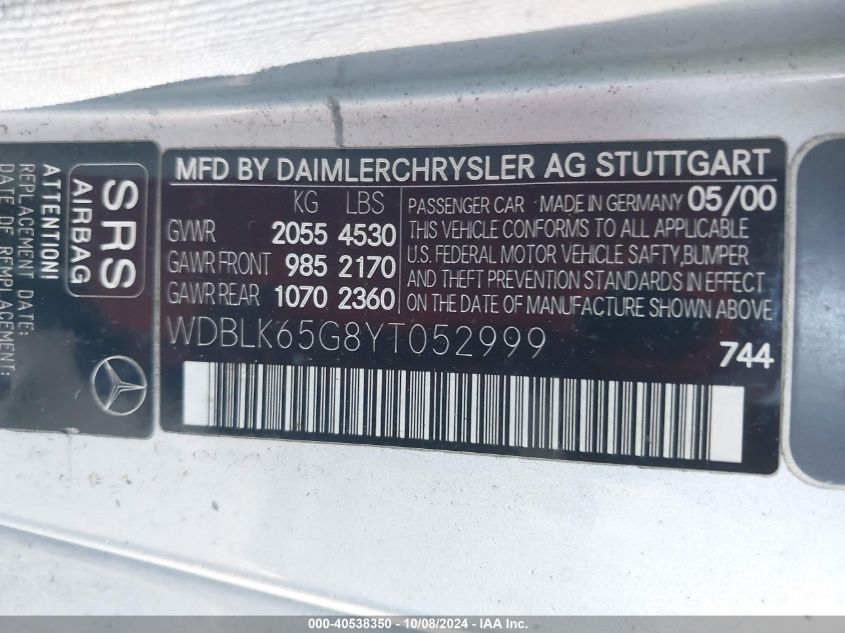 MFD BY DAIMLERCHRYSLER AG STUTTGART
KG LBS
GVWR 2055 4530
GAWR FRONT 985 2170
GAWR REAR 1070 2360
PASSENGER CAR - MADE IN GERMANY 05/00
THIS VEHICLE CONFORMS TO ALL APPLICABLE
U.S. FEDERAL MOTOR VEHICLE SAFTY,BUMPER
AND THEFT PREVENTION STANDARDS IN EFFECT
ON THE DATE OF MANUFACTURE SHOWN ABOVE
WDBLK65G8YT052999
744
SRS
AIRBAG
ATTENTION!
REPLACEMENT DATE:
DATE OF REMPLACEMENT:
000-40538350 - 10/08/2024 - IAA, Inc.